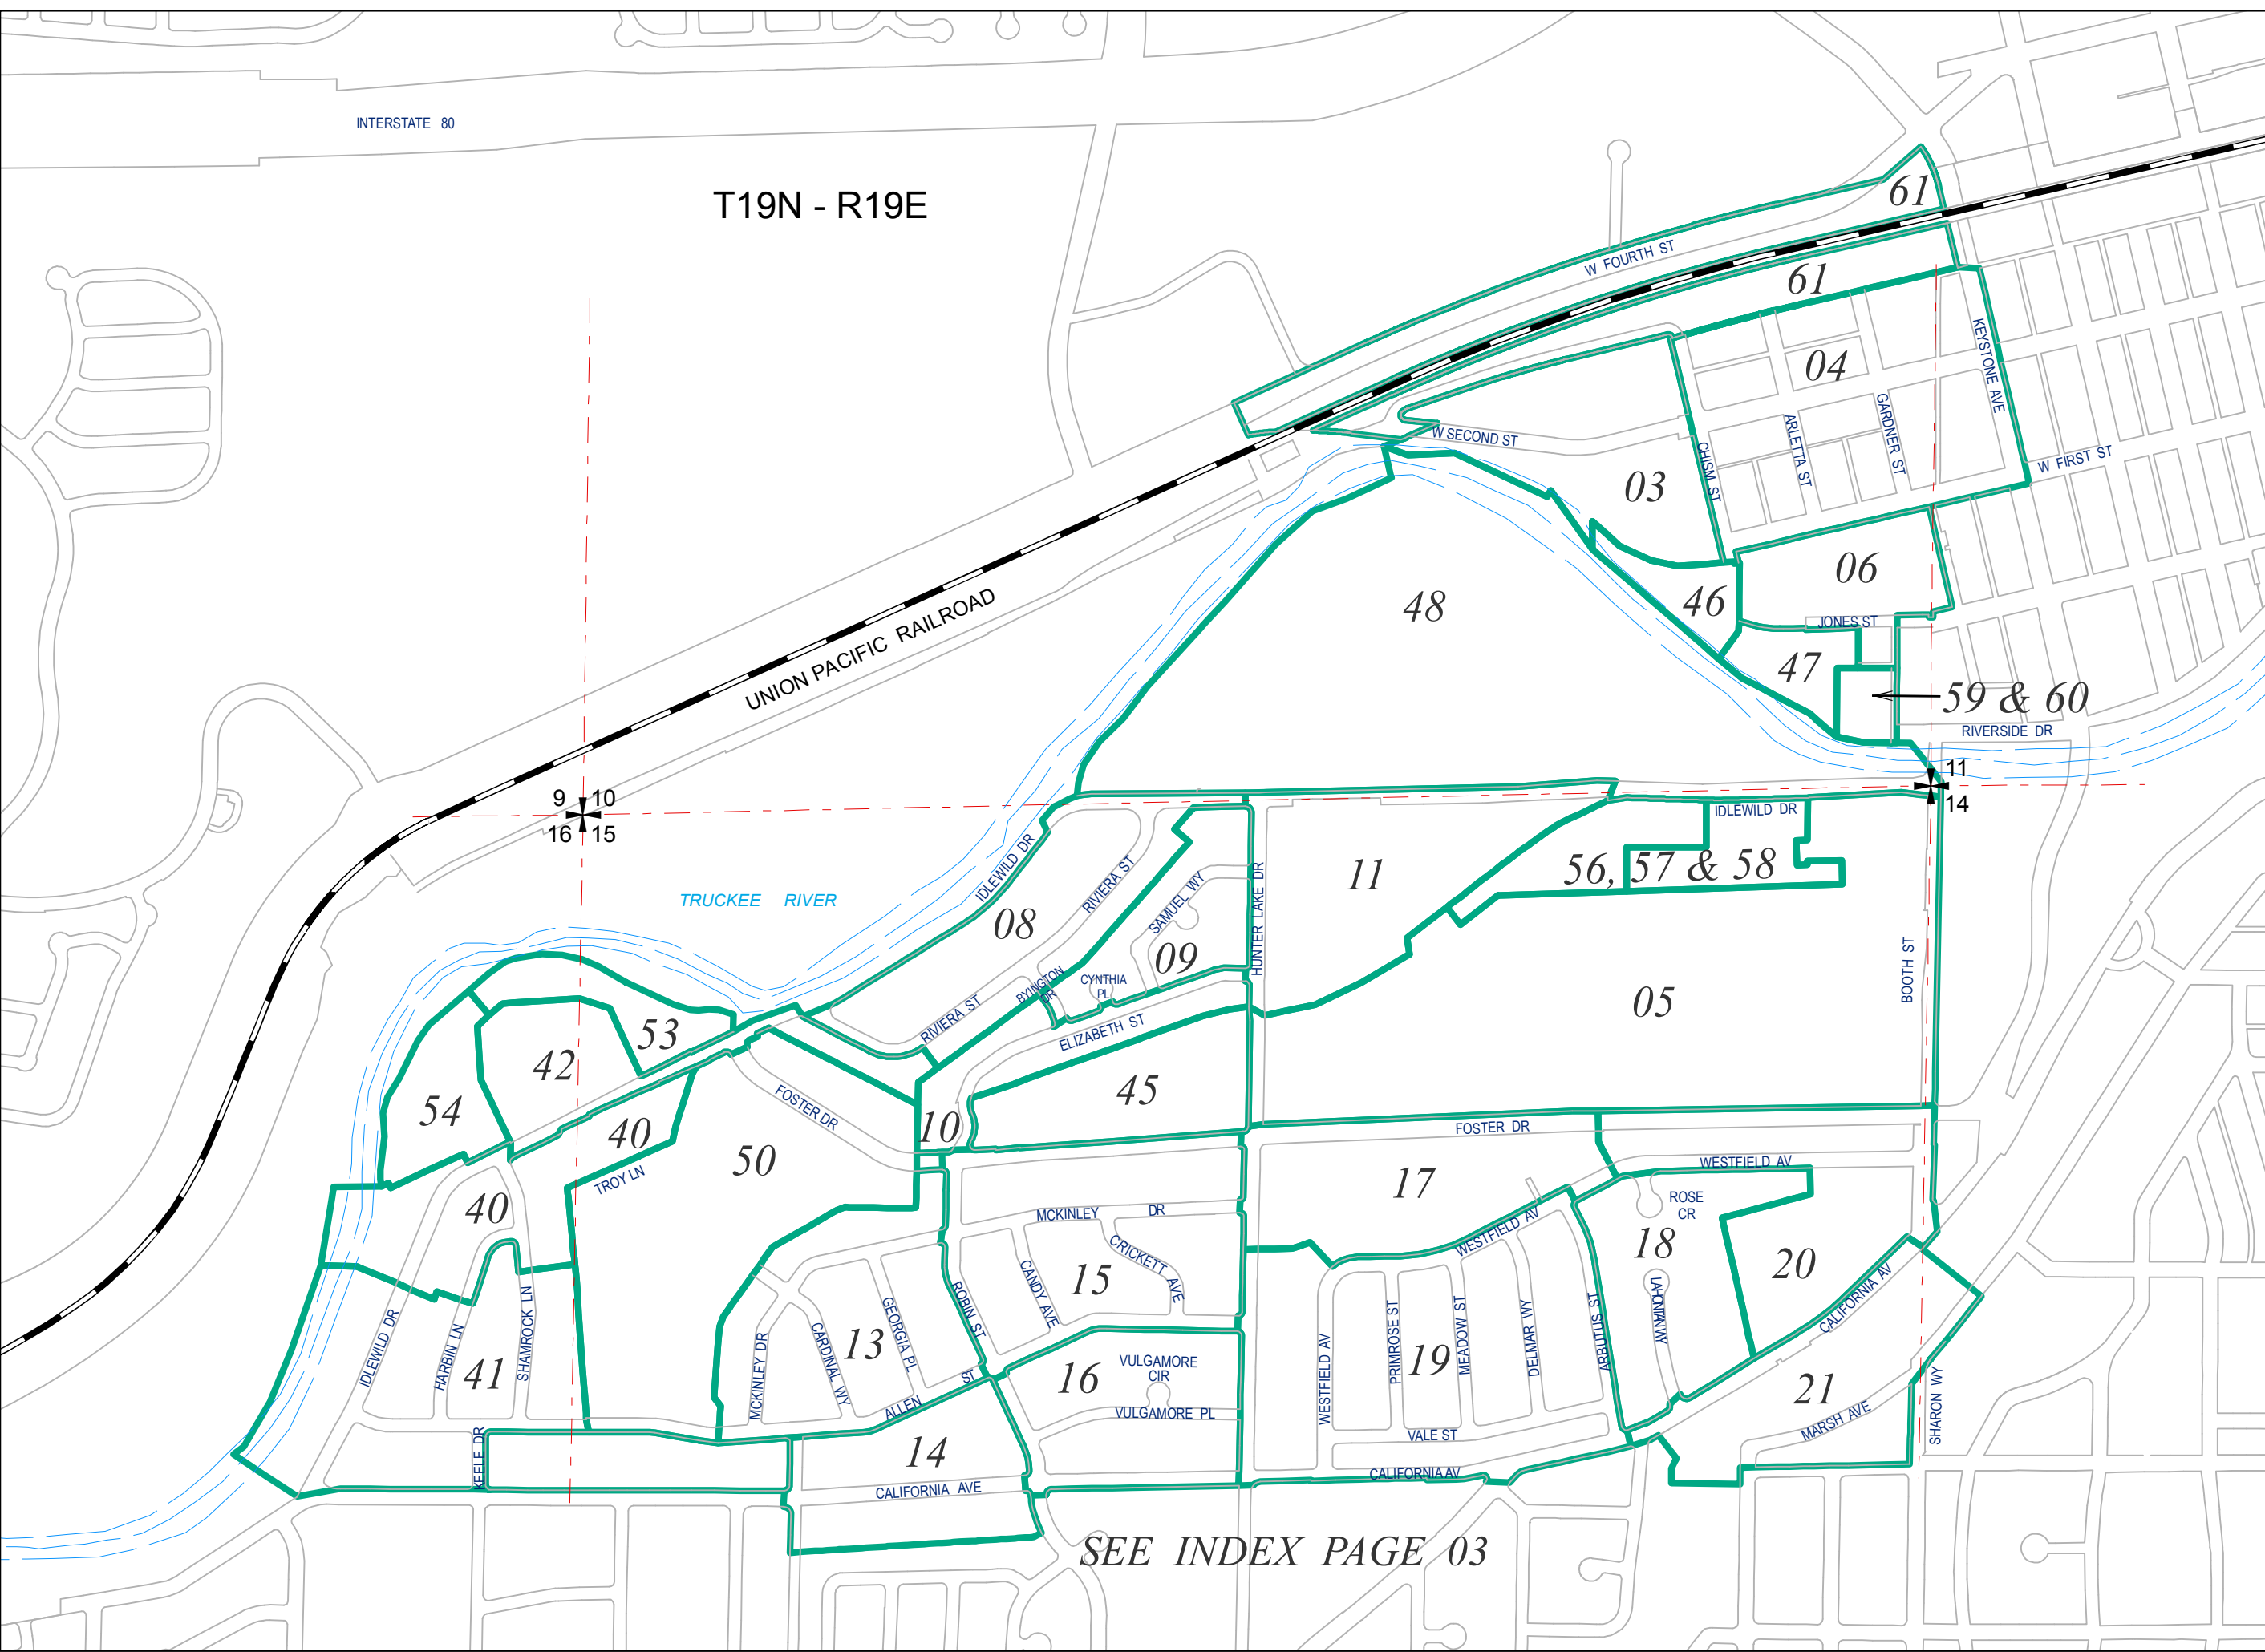 INTERSTATE 80
T19N - R19E
61
W FOURTH ST
61
KEYSTONE AVE
04
GARDNER ST
ARLETTA ST
W SECOND ST
CHISM ST
W FIRST ST
03
06
48
46
UNION PACIFIC RAILROAD
JONES ST
47
59 & 60
RIVERSIDE DR
9 10
16 15
11
14
IDLEWILD DR
TRUCKEE RIVER
IDLEWILD DR
RIVIERA ST
SAMUEL WY
HUNTER LAKE DR
11
56, 57 & 58
08
09
BOOTH ST
CYNTHIA
PL
BYINGTON
DR
RIVIERA ST
ELIZABETH ST
05
53
42
54
FOSTER DR
45
10
40
50
TROY LN
FOSTER DR
17
WESTFIELD AV
ROSE
CR
40
MCKINLEY DR
WESTFIELD AV
18
20
CRICKETT AVE
CANDY AVE
15
ROBIN ST
CALIFORNIA AV
IDLEWILD DR
HARBIN LN
SHAMROCK LN
41
MCKINLEY DR
CARDINAL WY
13
GEORGIA PL
ALLEN ST
16
VULGAMORE
CIR
VULGAMORE PL
WESTFIELD AV
PRIMROSE ST
19
MEADOW ST
DELMAR WY
ARBUTUS ST
21
MARSH AVE
SHARON WY
VALE ST
KEELE DR
14
CALIFORNIA AVE
CALIFORNIA AV
SEE INDEX PAGE 03